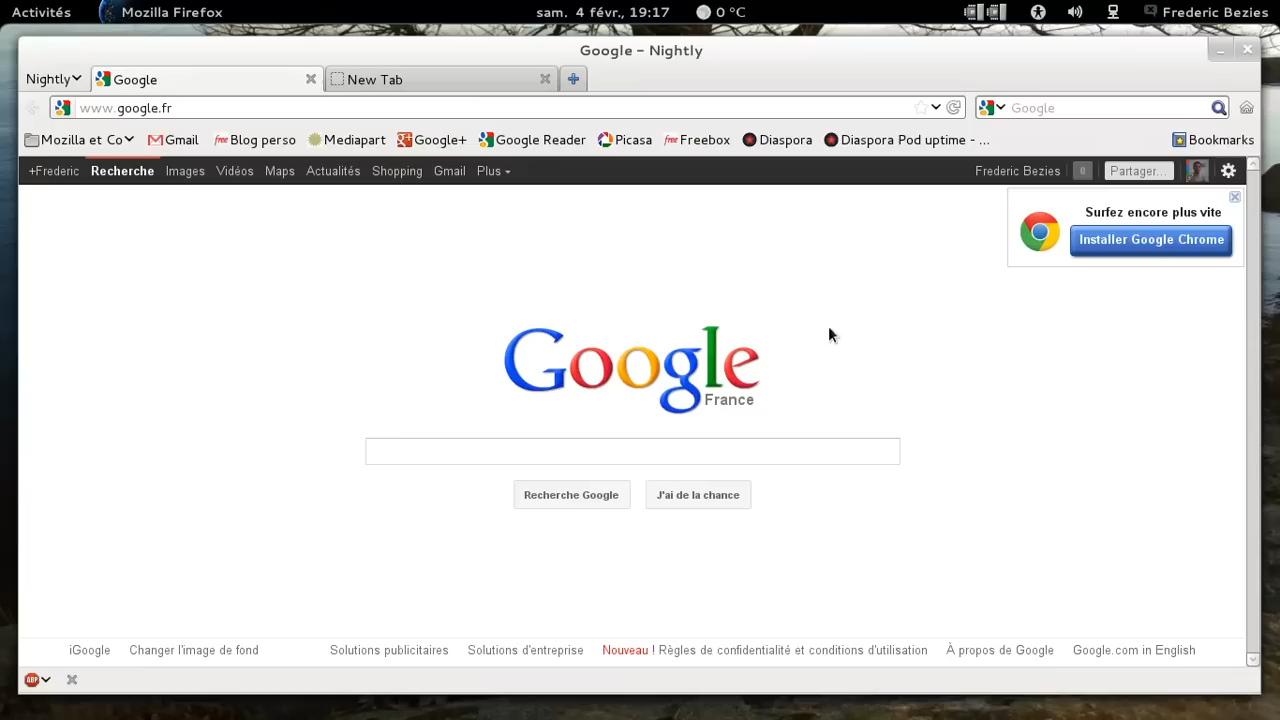 Activités Mozilla Firefox sam. 4 févr., 19:17 0 °C Frederic Bezies
Google - Nightly
Nightly Google New Tab
www.google.fr Google
Mozilla et Co Gmail free Blog perso Mediapart Google+ Google Reader Picasa free Freebox Diaspora Diaspora Pod uptime - ... Bookmarks
+Frederic Recherche Images Vidéos Maps Actualités Shopping Gmail Plus Frederic Bezies 0 Partager...
Surfez encore plus vite
Installer Google Chrome
Google
France
Recherche Google J'ai de la chance
iGoogle Changer l'image de fond Solutions publicitaires Solutions d'entreprise Nouveau ! Règles de confidentialité et conditions d'utilisation À propos de Google Google.com in English
ABP